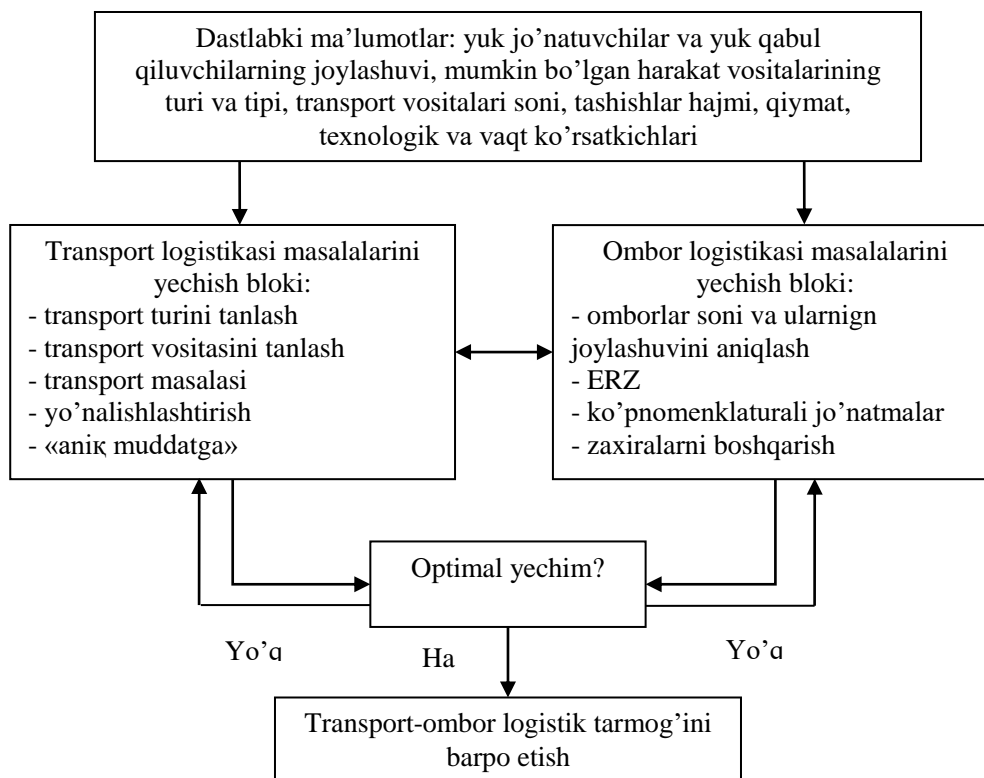 Dastlabki ma’lumotlar: yuk jo’natuvchilar va yuk qabul
qiluvchilarning joylashuvi, mumkin bo’lgan harakat vositalarining
turi va tipi, transport vositalari soni, tashishlar hajmi, qiymat,
texnologik va vaqt ko’rsatkichlari
Transport logistikasi masalalarini
yechish bloki:
- transport turini tanlash
- transport vositasini tanlash
- transport masalasi
- yo’nalishlashtirish
- «aniқ muddatga»
Ombor logistikasi masalalarini
yechish bloki:
- omborlar soni va ularnign
joylashuvini aniqlash
- ERZ
- ko’pnomenklaturali jo’natmalar
- zaxiralarni boshqarish
Optimal yechim?
Yo’q
Ha
Yo’q
Transport-ombor logistik tarmog’ini
barpo etish